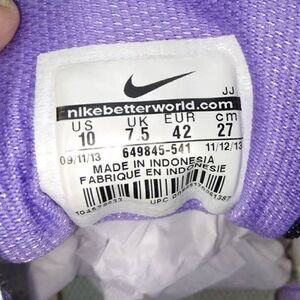 JJ
nikebetterworld.com
US UK EUR cm
10 7.5 42 27
09/11/13 649845-541 11/12/13
MADE IN INDONESIA
FABRIQUE EN INDONESIE
UPC